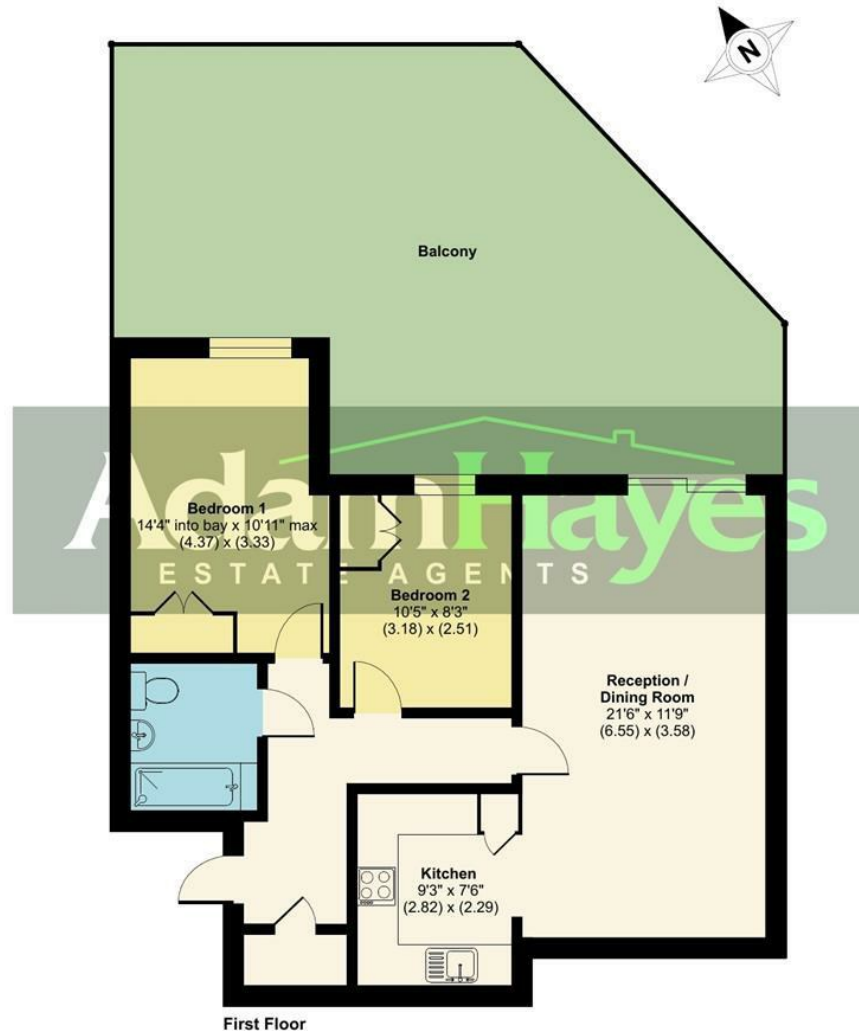 N
Balcony
AdamHayes
ESTATE AGENTS
Bedroom 1
14'4" into bay x 10'11" max
(4.37) x (3.33)
Bedroom 2
10'5" x 8'3"
(3.18) x (2.51)
Reception /
Dining Room
21'6" x 11'9"
(6.55) x (3.58)
Kitchen
9'3" x 7'6"
(2.82) x (2.29)
First Floor